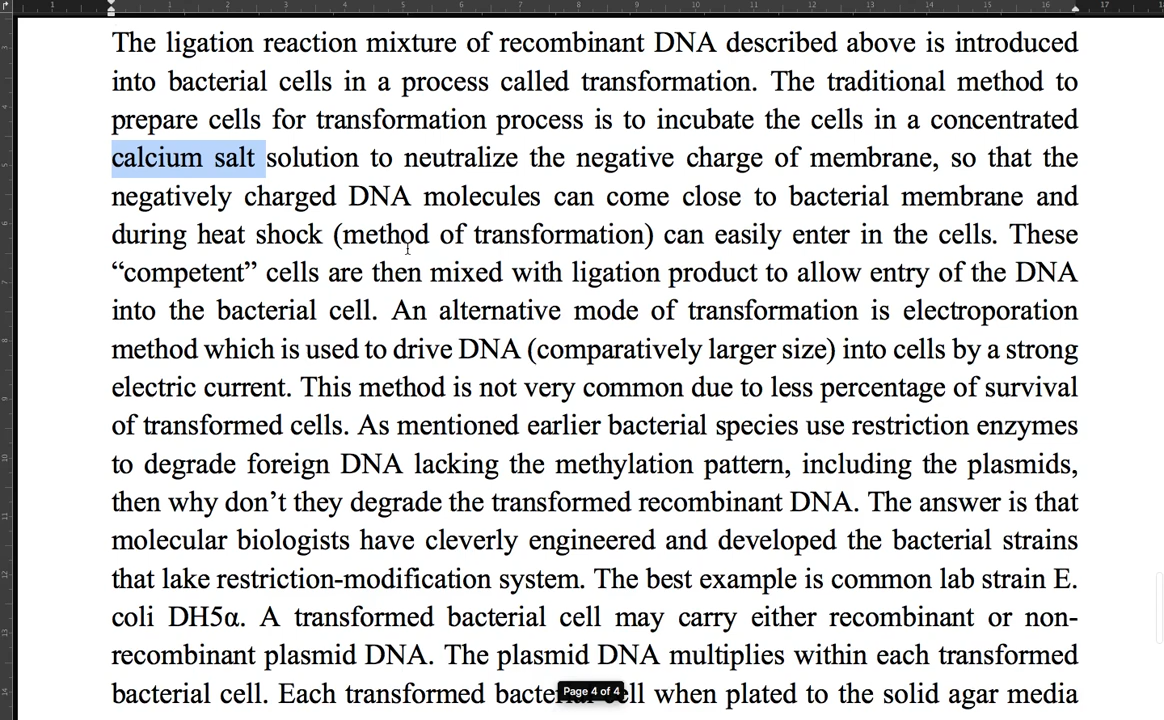 The ligation reaction mixture of recombinant DNA described above is introduced
into bacterial cells in a process called transformation. The traditional method to
prepare cells for transformation process is to incubate the cells in a concentrated
calcium salt solution to neutralize the negative charge of membrane, so that the
negatively charged DNA molecules can come close to bacterial membrane and
during heat shock (method of transformation) can easily enter in the cells. These
“competent” cells are then mixed with ligation product to allow entry of the DNA
into the bacterial cell. An alternative mode of transformation is electroporation
method which is used to drive DNA (comparatively larger size) into cells by a strong
electric current. This method is not very common due to less percentage of survival
of transformed cells. As mentioned earlier bacterial species use restriction enzymes
to degrade foreign DNA lacking the methylation pattern, including the plasmids,
then why don’t they degrade the transformed recombinant DNA. The answer is that
molecular biologists have cleverly engineered and developed the bacterial strains
that lake restriction-modification system. The best example is common lab strain E.
coli DH5α. A transformed bacterial cell may carry either recombinant or non-
recombinant plasmid DNA. The plasmid DNA multiplies within each transformed
bacterial cell. Each transformed bacterial cell when plated to the solid agar media
Page 4 of 4